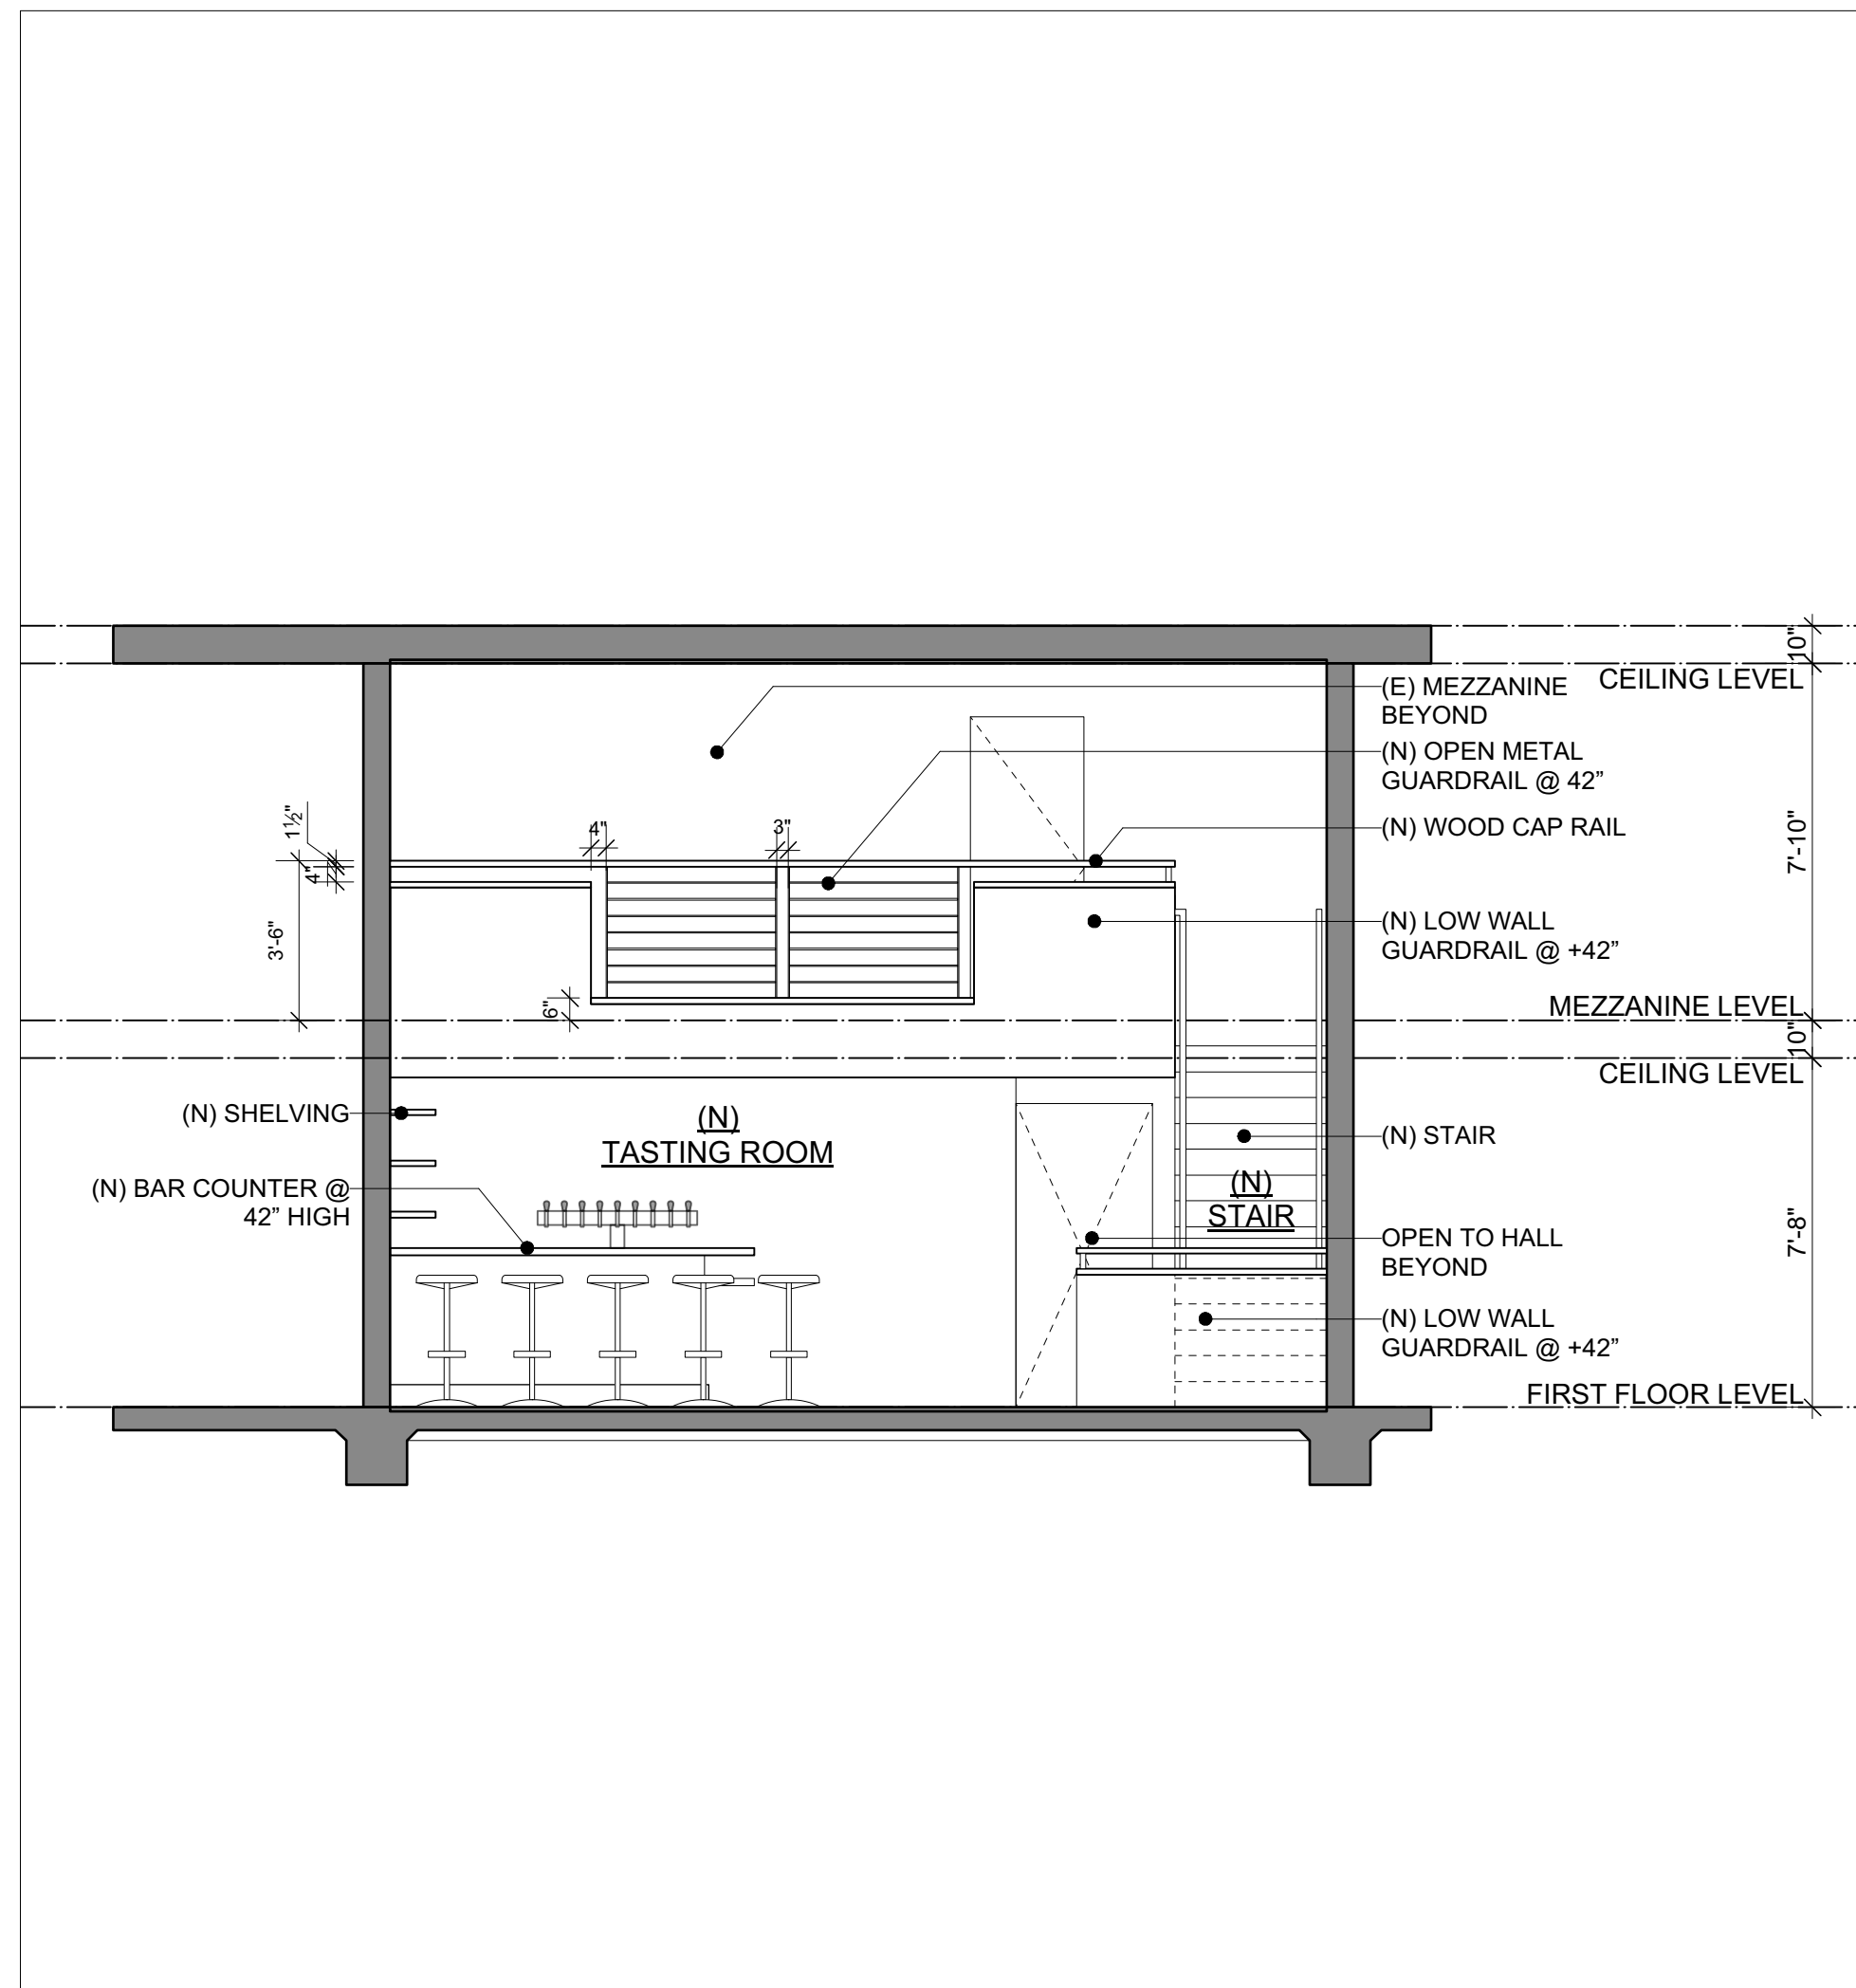 10"
CEILING LEVEL
(E) MEZZANINE
BEYOND
(N) OPEN METAL
GUARDRAIL @ 42”
(N) WOOD CAP RAIL
1½"
4"
3"
4"
7'-10"
3'-6"
(N) LOW WALL
GUARDRAIL @ +42”
6"
MEZZANINE LEVEL
10"
CEILING LEVEL
(N) SHELVING
(N)
TASTING ROOM
(N) STAIR
(N) BAR COUNTER @
42” HIGH
(N)
STAIR
OPEN TO HALL
BEYOND
7'-8"
(N) LOW WALL
GUARDRAIL @ +42”
FIRST FLOOR LEVEL